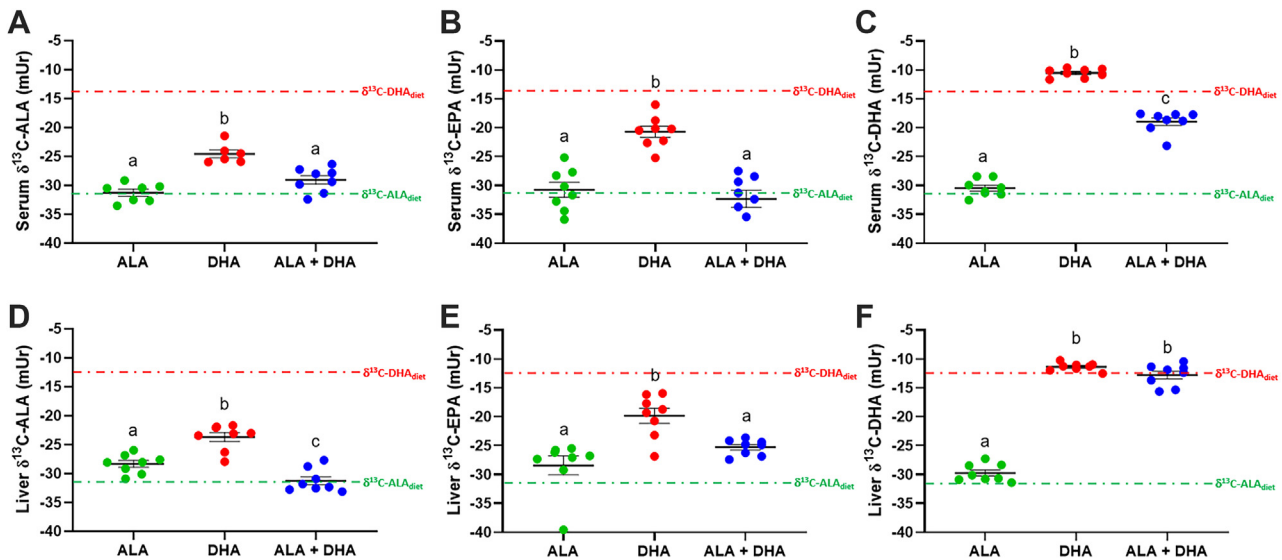 A
Serum δ¹³C-ALA (mUr)
-5
-10
-15
-20
-25
-30
-35
-40
a
b
a
δ¹³C-DHAdiet
δ¹³C-ALAdiet
ALA
DHA
ALA + DHA
B
Serum δ¹³C-EPA (mUr)
-5
-10
-15
-20
-25
-30
-35
-40
a
b
a
δ¹³C-DHAdiet
δ¹³C-ALAdiet
ALA
DHA
ALA + DHA
C
Serum δ¹³C-DHA (mUr)
-5
-10
-15
-20
-25
-30
-35
-40
a
b
c
δ¹³C-DHAdiet
δ¹³C-ALAdiet
ALA
DHA
ALA + DHA
D
Liver δ¹³C-ALA (mUr)
-5
-10
-15
-20
-25
-30
-35
-40
a
b
c
δ¹³C-DHAdiet
δ¹³C-ALAdiet
ALA
DHA
ALA + DHA
E
Liver δ¹³C-EPA (mUr)
-5
-10
-15
-20
-25
-30
-35
-40
a
b
a
δ¹³C-DHAdiet
δ¹³C-ALAdiet
ALA
DHA
ALA + DHA
F
Liver δ¹³C-DHA (mUr)
-5
-10
-15
-20
-25
-30
-35
-40
a
b
b
δ¹³C-DHAdiet
δ¹³C-ALAdiet
ALA
DHA
ALA + DHA